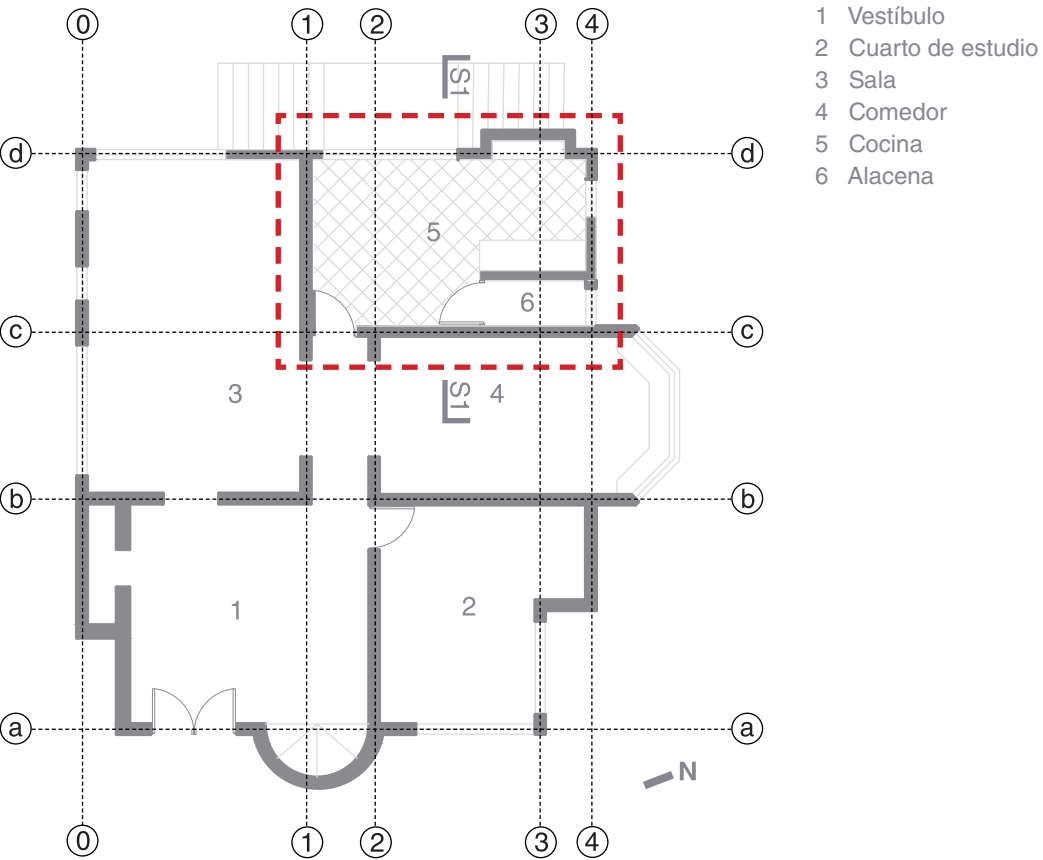 0 1 2 3 4
1 Vestíbulo
2 Cuarto de estudio
3 Sala
4 Comedor
5 Cocina
6 Alacena
S1
d d
5
6
c c
3 S1 4
b b
1 2
a a
N
0 1 2 3 4